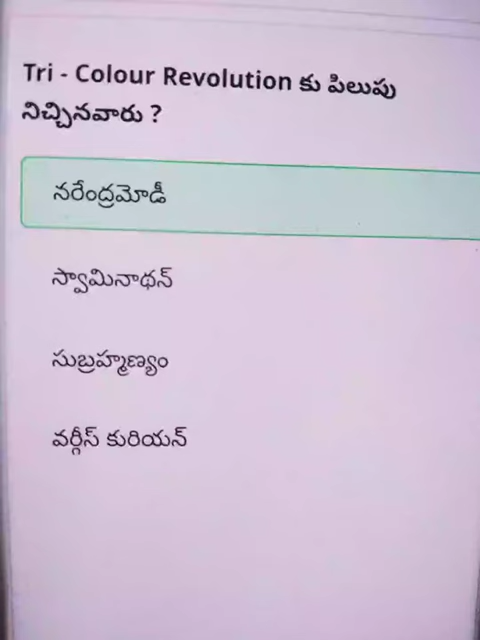 Tri - Colour Revolution కు పిలుపు
నిచ్చినవారు ?
నరేంద్రమోడీ
స్వామినాథన్
సుబ్రహ్మణ్యం
వర్గీస్ కురియన్